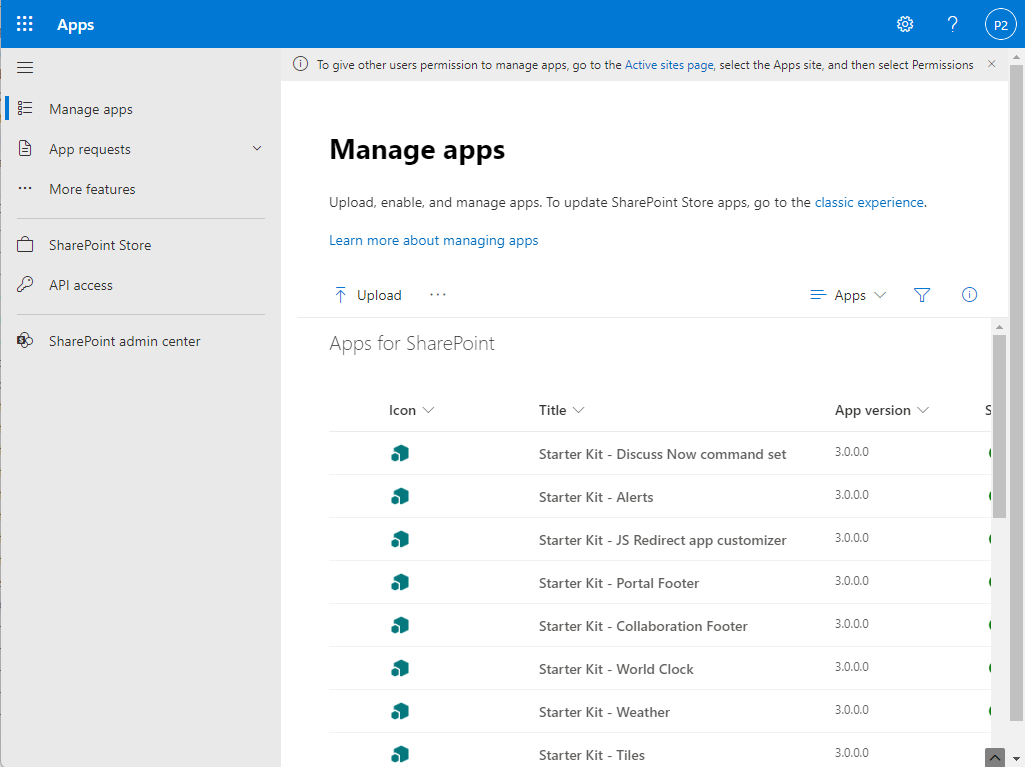 Apps
P2
To give other users permission to manage apps, go to the Active sites page, select the Apps site, and then select Permissions
Manage apps
App requests
More features
SharePoint Store
API access
SharePoint admin center
Manage apps
Upload, enable, and manage apps. To update SharePoint Store apps, go to the classic experience.
Learn more about managing apps
Upload
Apps
Apps for SharePoint
Icon Title App version S
Starter Kit - Discuss Now command set 3.0.0.0
Starter Kit - Alerts 3.0.0.0
Starter Kit - JS Redirect app customizer 3.0.0.0
Starter Kit - Portal Footer 3.0.0.0
Starter Kit - Collaboration Footer 3.0.0.0
Starter Kit - World Clock 3.0.0.0
Starter Kit - Weather 3.0.0.0
Starter Kit - Tiles 3.0.0.0